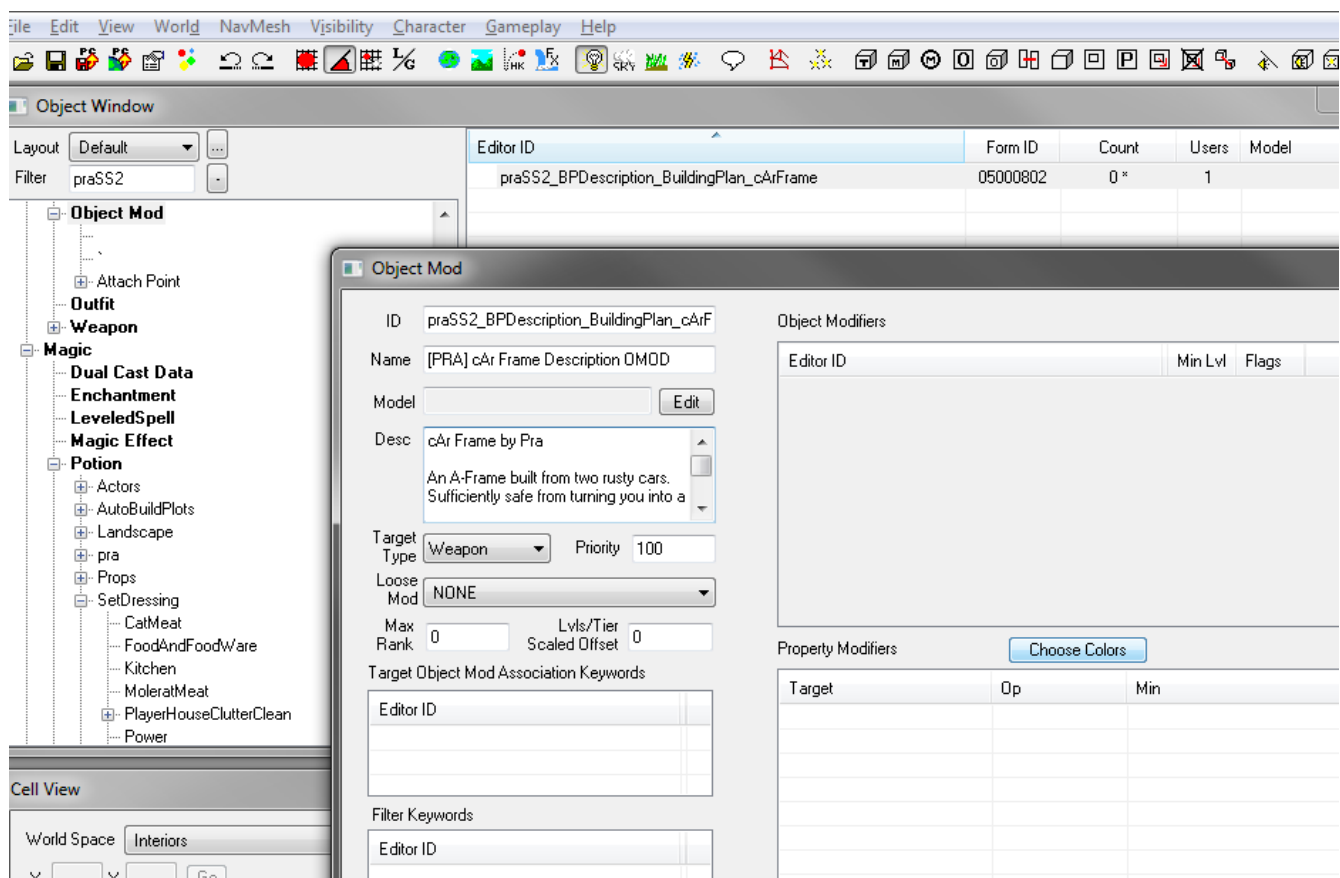 File Edit View World NavMesh Visibility Character Gameplay Help
Object Window
Layout Default ...
Filter praSS2 -
Editor ID Form ID Count Users Model
praSS2_BPDescription_BuildingPlan_cArFrame 05000802 0 * 1
Object Mod
....
.... `
Attach Point
Outfit
Weapon
Magic
Dual Cast Data
Enchantment
LeveledSpell
Magic Effect
Potion
Actors
AutoBuildPlots
Landscape
pra
Props
SetDressing
CatMeat
FoodAndFoodWare
Kitchen
MoleratMeat
PlayerHouseClutterClean
Power
Object Mod
ID praSS2_BPDescription_BuildingPlan_cArF
Name [PRA] cAr Frame Description OMOD
Model Edit
Desc cAr Frame by Pra
An A-Frame built from two rusty cars.
Sufficiently safe from turning you into a
Target Type Weapon Priority 100
Loose Mod NONE
Max Rank 0 Lvls/Tier Scaled Offset 0
Target Object Mod Association Keywords
Editor ID
Filter Keywords
Editor ID
Object Modifiers
Editor ID Min Lvl Flags
Property Modifiers Choose Colors
Target Op Min
Cell View
World Space Interiors
X Y Go